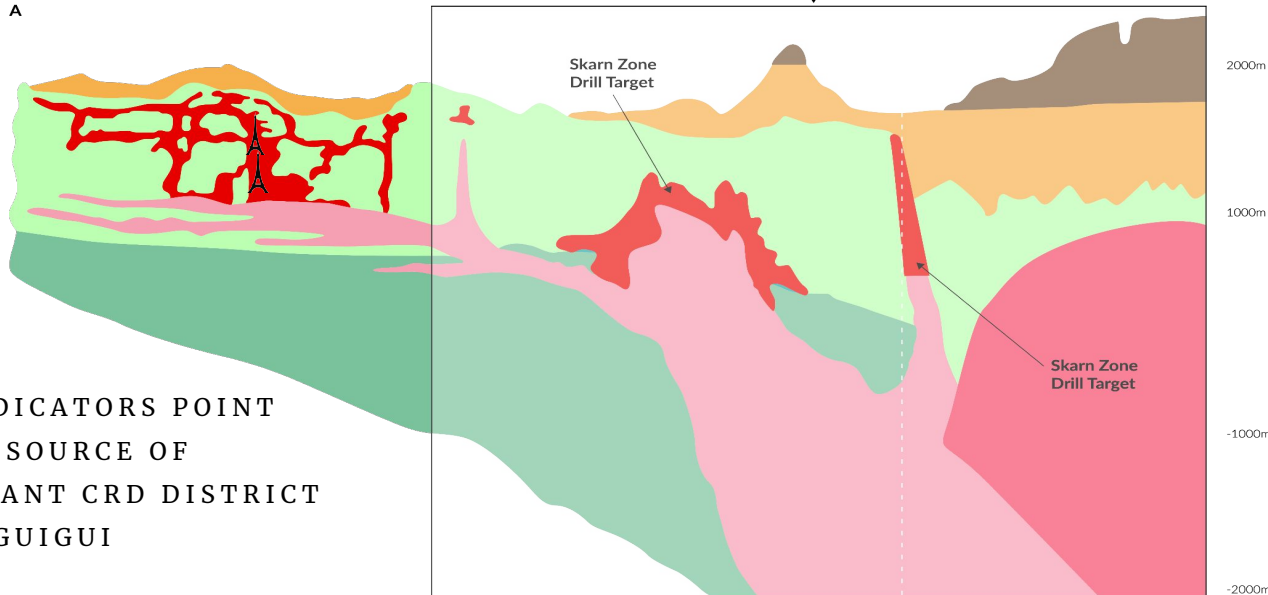 A
Skarn Zone
Drill Target
2000m
1000m
Skarn Zone
Drill Target
-1000m
-2000m
DICATORS POINT
SOURCE OF
ANT CRD DISTRICT
GUIGUI